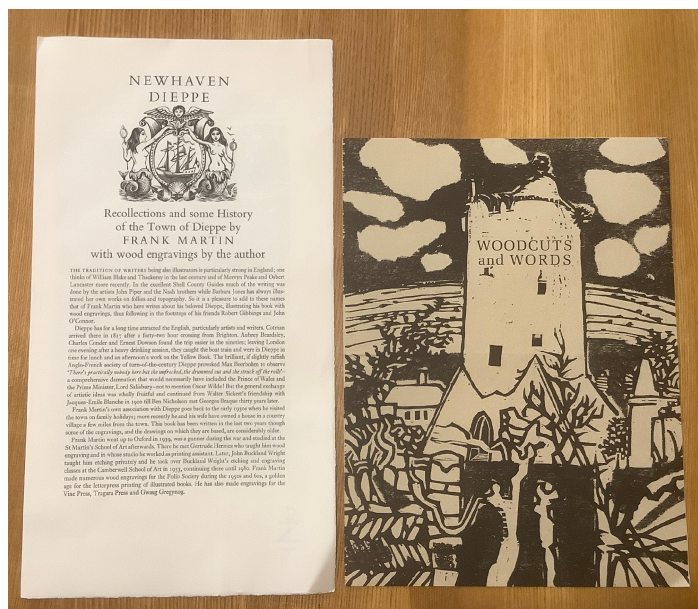 NEWHAVEN
DIEPPE
Recollections and some History
of the Town of Dieppe by
FRANK MARTIN
with wood engravings by the author
THE TRADITION OF WRITERS being also illustrators is particularly strong in England; one
thinks of William Blake and Thackeray in the last century and of Mervyn Peake and Osbert
Lancaster more recently. In the excellent Shell County Guides much of the writing was
done by the artists John Piper and the Nash brothers while Barbara Jones has always illus-
trated her own works on follies and topography. So it is a pleasure to add to these names
that of Frank Martin who here writes about his beloved Dieppe, illustrating his book with
wood engravings, thus following in the footsteps of his friends Robert Gibbings and John
O'Connor.
Dieppe has for a long time attracted the English, particularly artists and writers. Cotman
arrived there in 1817 after a forty-two hour crossing from Brighton. Aubrey Beardsley,
Charles Conder and Ernest Dowson found the trip easier in the nineties; leaving London
one evening after a heavy drinking session, they caught the boat train and were in Dieppe in
time for lunch and an afternoon's work on the Yellow Book. The brilliant, if slightly raffish
Anglo-French society of turn-of-the-century Dieppe provoked Max Beerbohm to observe
'There's practically nobody here but the unfrocked, the drummed out and the struck off the rolls'-
a comprehensive damnation that would necessarily have included the Prince of Wales and
the Prime Minister, Lord Salisbury-not to mention Oscar Wilde! But the general exchange
of artistic ideas was wholly fruitful and continued from Walter Sickert's friendship with
Jacques-Emile Blanche in 1900 till Ben Nicholson met Georges Braque thirty years later.
Frank Martin's own association with Dieppe goes back to the early 1950s when he visited
the town on family holidays; more recently he and his wife have owned a house in a country
village a few miles from the town. This book has been written in the last two years though
some of the engravings, and the drawings on which they are based, are considerably older.
Frank Martin went up to Oxford in 1939, was a gunner during the war and studied at the
St Martin's School of Art afterwards. There he met Gertrude Hermes who taught him wood
engraving and in whose studio he worked as printing assistant. Later, John Buckland Wright
taught him etching privately and he took over Buckland Wright's etching and engraving
classes at the Camberwell School of Art in 1953, continuing there until 1980. Frank Martin
made numerous wood engravings for the Folio Society during the 1950s and 60s, a golden
age for the letterpress printing of illustrated books. He has also made engravings for the
Vine Press, Tragara Press and Gwasg Gregynog.
WOODCUTS
and WORDS